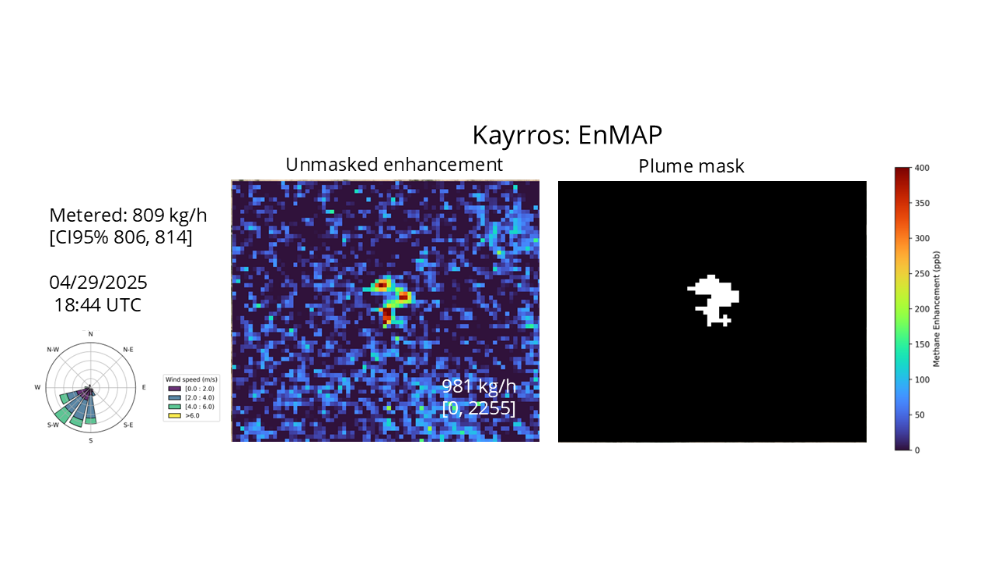 Kayrros: EnMAP
Unmasked enhancement
Plume mask
Metered: 809 kg/h
[CI95% 806, 814]
04/29/2025
18:44 UTC
N
N-W
N-E
W
E
S-W
S-E
S
Wind speed (m/s)
[0.0 : 2.0)
[2.0 : 4.0)
[4.0 : 6.0)
>6.0
981 kg/h
[0, 2255]
400
350
300
250
200
150
100
50
0
Methane Enhancement (ppb)